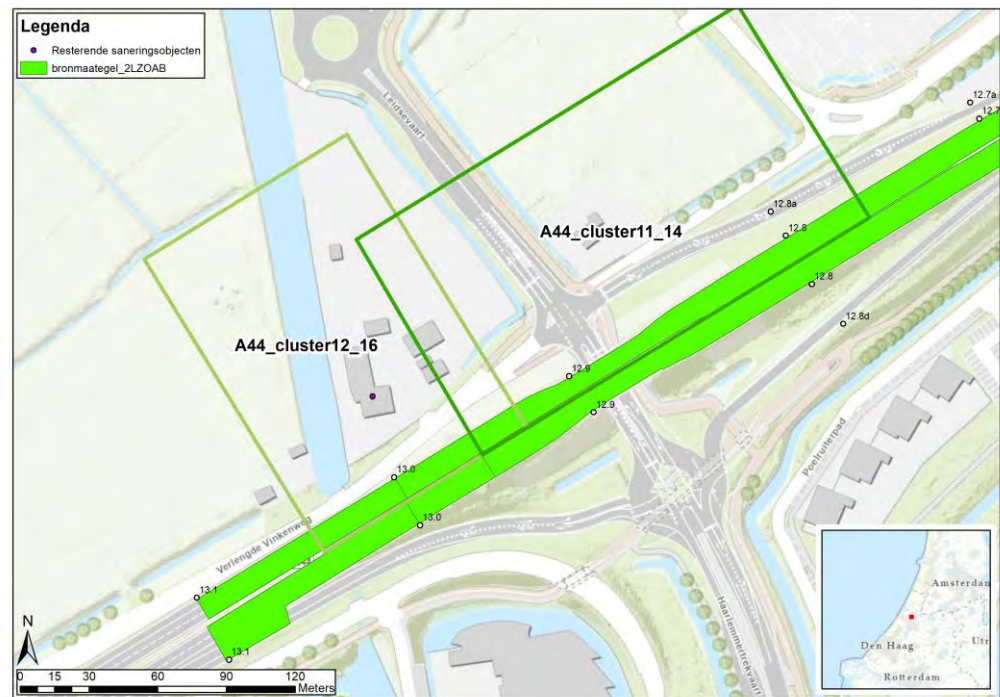 Legenda
Resterende saneringsobjecten
bronmaategel_2LZOAB
Leidsevaart
12.7a
12.7
12.8a
A44_cluster11_14
12.8
12.8
12.8d
A44_cluster12_16
12.9
12.9
Poelruiterpad
13.0
13.0
Verlengde Vinkenweg
13.1
13.1
Haarlemmertrekvaart
N
0 15 30 60 90 120
Meters
Amsterdam
Utr
Den Haag
Rotterdam